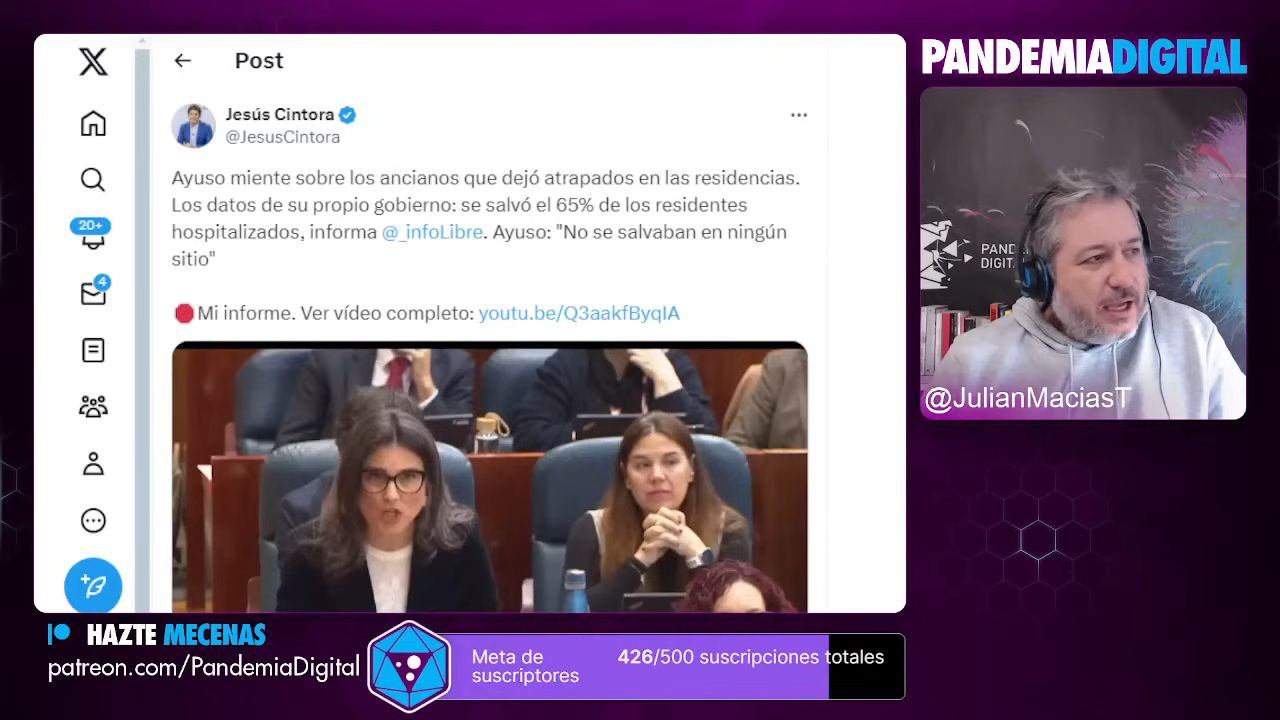 Post
Jesús Cintora
@JesusCintora
Ayuso miente sobre los ancianos que dejó atrapados en las residencias.
Los datos de su propio gobierno: se salvó el 65% de los residentes
hospitalizados, informa @_infoLibre. Ayuso: "No se salvaban en ningún
sitio"
Mi informe. Ver vídeo completo: youtu.be/Q3aakfByqIA
20+
4
PANDEMIADIGITAL
PANDE
DIGIT
@JulianMaciasT
HAZTE MECENAS
patreon.com/PandemiaDigital
Meta de
suscriptores
426/500 suscripciones totales